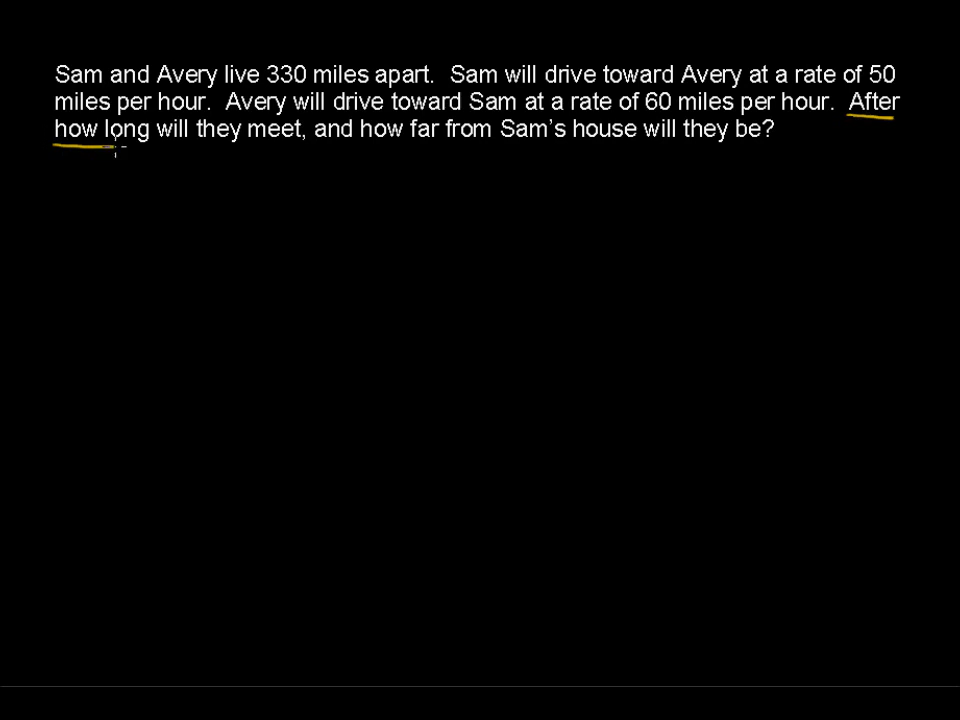 Sam and Avery live 330 miles apart.  Sam will drive toward Avery at a rate of 50
miles per hour.  Avery will drive toward Sam at a rate of 60 miles per hour.  After
how long will they meet, and how far from Sam’s house will they be?